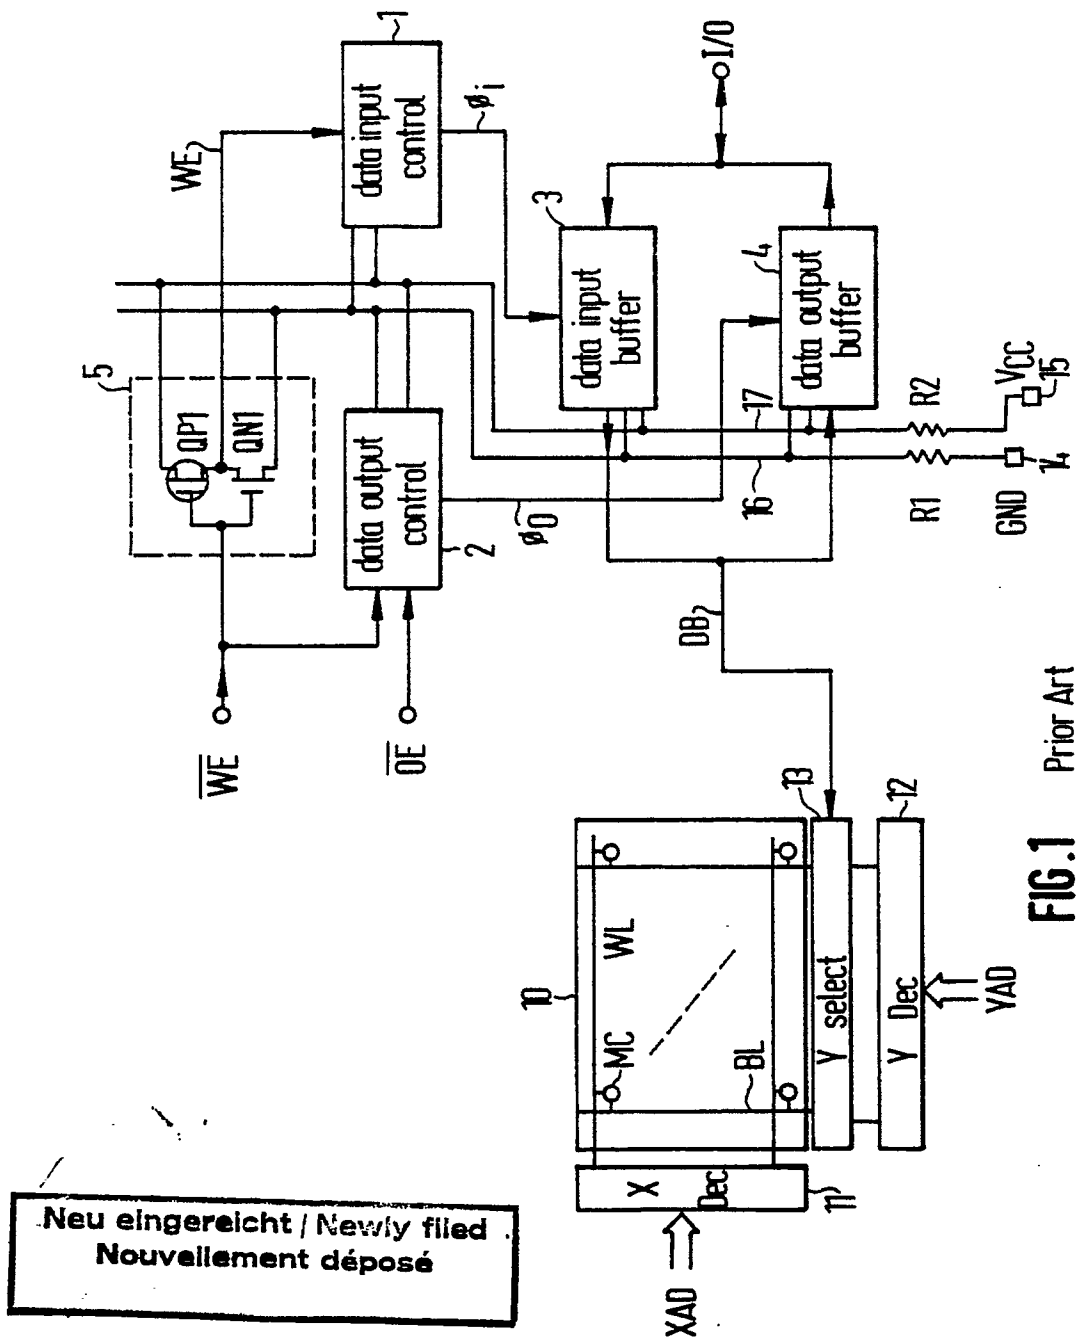 1
data input
control
WE
Øi
I/O
5
QP1
QN1
3
data input
buffer
4
data output
buffer
data output
control
2
ØO
17
16
R2
R1
VCC
15
GND
14
WE
OE
DB
10
WL
MC
BL
13
Y select
12
Y Dec
YAD
X
Dec
11
XAD
FIG.1
Prior Art
Neu eingereicht / Newly filed
Nouvellement déposé